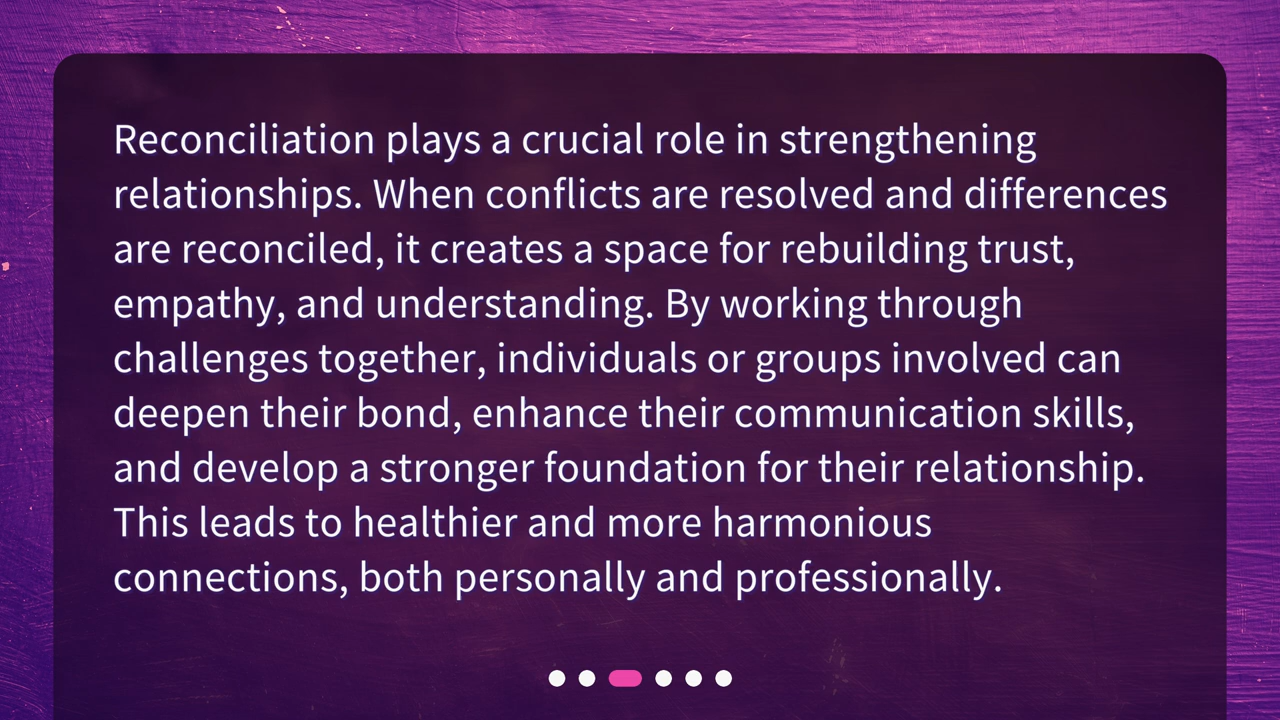 Reconciliation plays a crucial role in strengthening
relationships. When conflicts are resolved and differences
are reconciled, it creates a space for rebuilding trust,
empathy, and understanding. By working through
challenges together, individuals or groups involved can
deepen their bond, enhance their communication skills,
and develop a stronger foundation for their relationship.
This leads to healthier and more harmonious
connections, both personally and professionally.